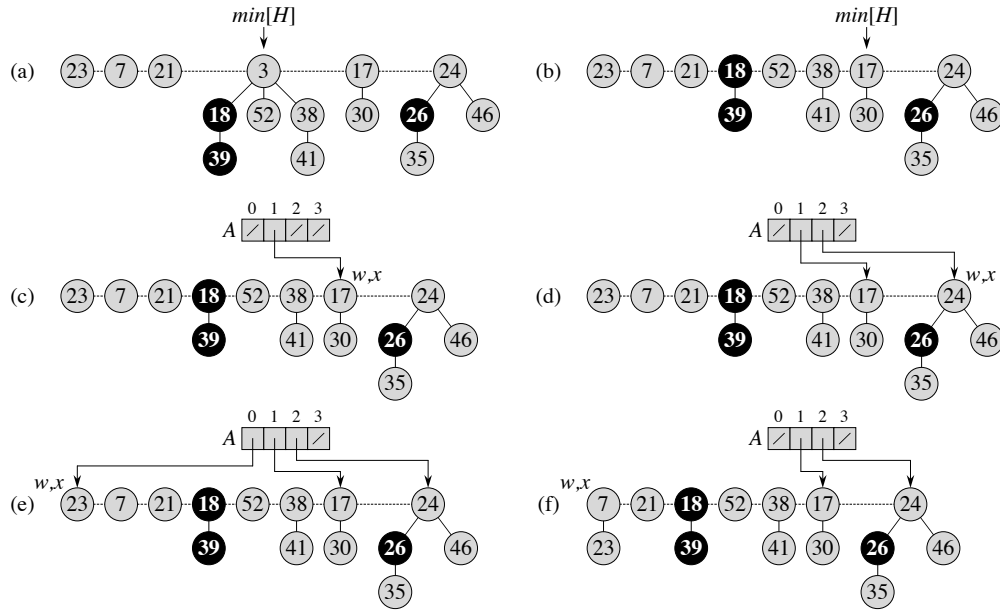 min[H]
(a) 23 7 21 3 17 24
18 52 38 30 26 46
39 41 35
min[H]
(b) 23 7 21 18 52 38 17 24
39 41 30 26 46
35
0 1 2 3
A
w,x
(c) 23 7 21 18 52 38 17 24
39 41 30 26 46
35
0 1 2 3
A
w,x
(d) 23 7 21 18 52 38 17 24
39 41 30 26 46
35
0 1 2 3
A
w,x
(e) 23 7 21 18 52 38 17 24
39 41 30 26 46
35
0 1 2 3
A
w,x
(f) 7 21 18 52 38 17 24
23 39 41 30 26 46
35